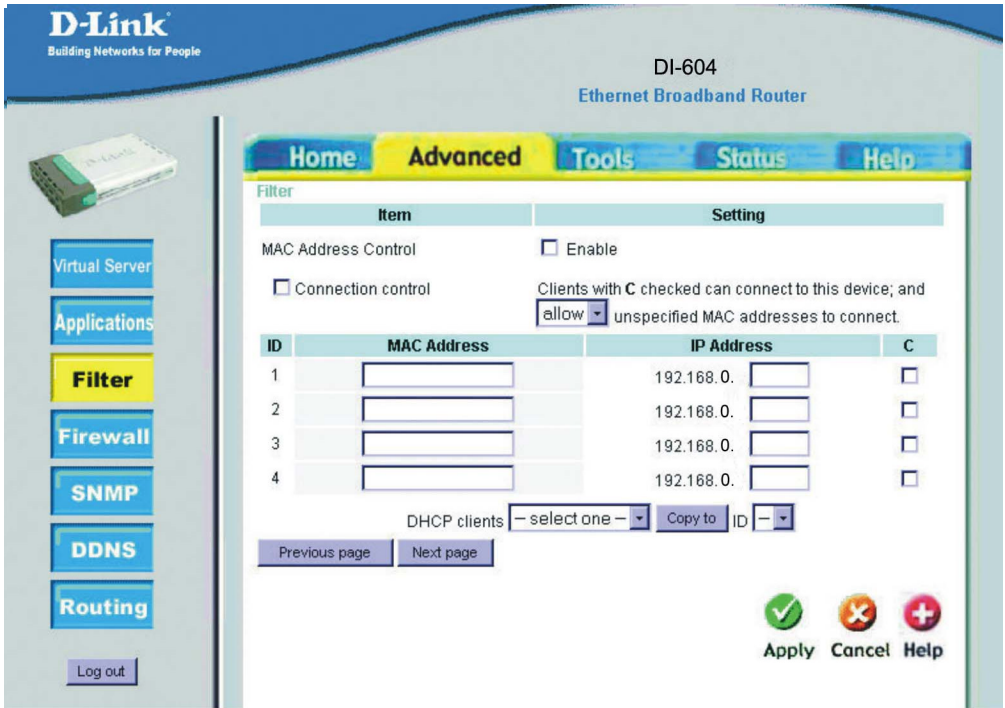 D-Link
Building Networks for People
DI-604
Ethernet Broadband Router
D-Link
Home Advanced Tools Status Help
Filter
Item Setting
MAC Address Control Enable
Connection control Clients with C checked can connect to this device; and
allow unspecified MAC addresses to connect.
ID MAC Address IP Address C
1 192.168.0.
2 192.168.0.
3 192.168.0.
4 192.168.0.
DHCP clients – select one – Copy to ID –
Previous page Next page
Apply Cancel Help
Virtual Server
Applications
Filter
Firewall
SNMP
DDNS
Routing
Log out